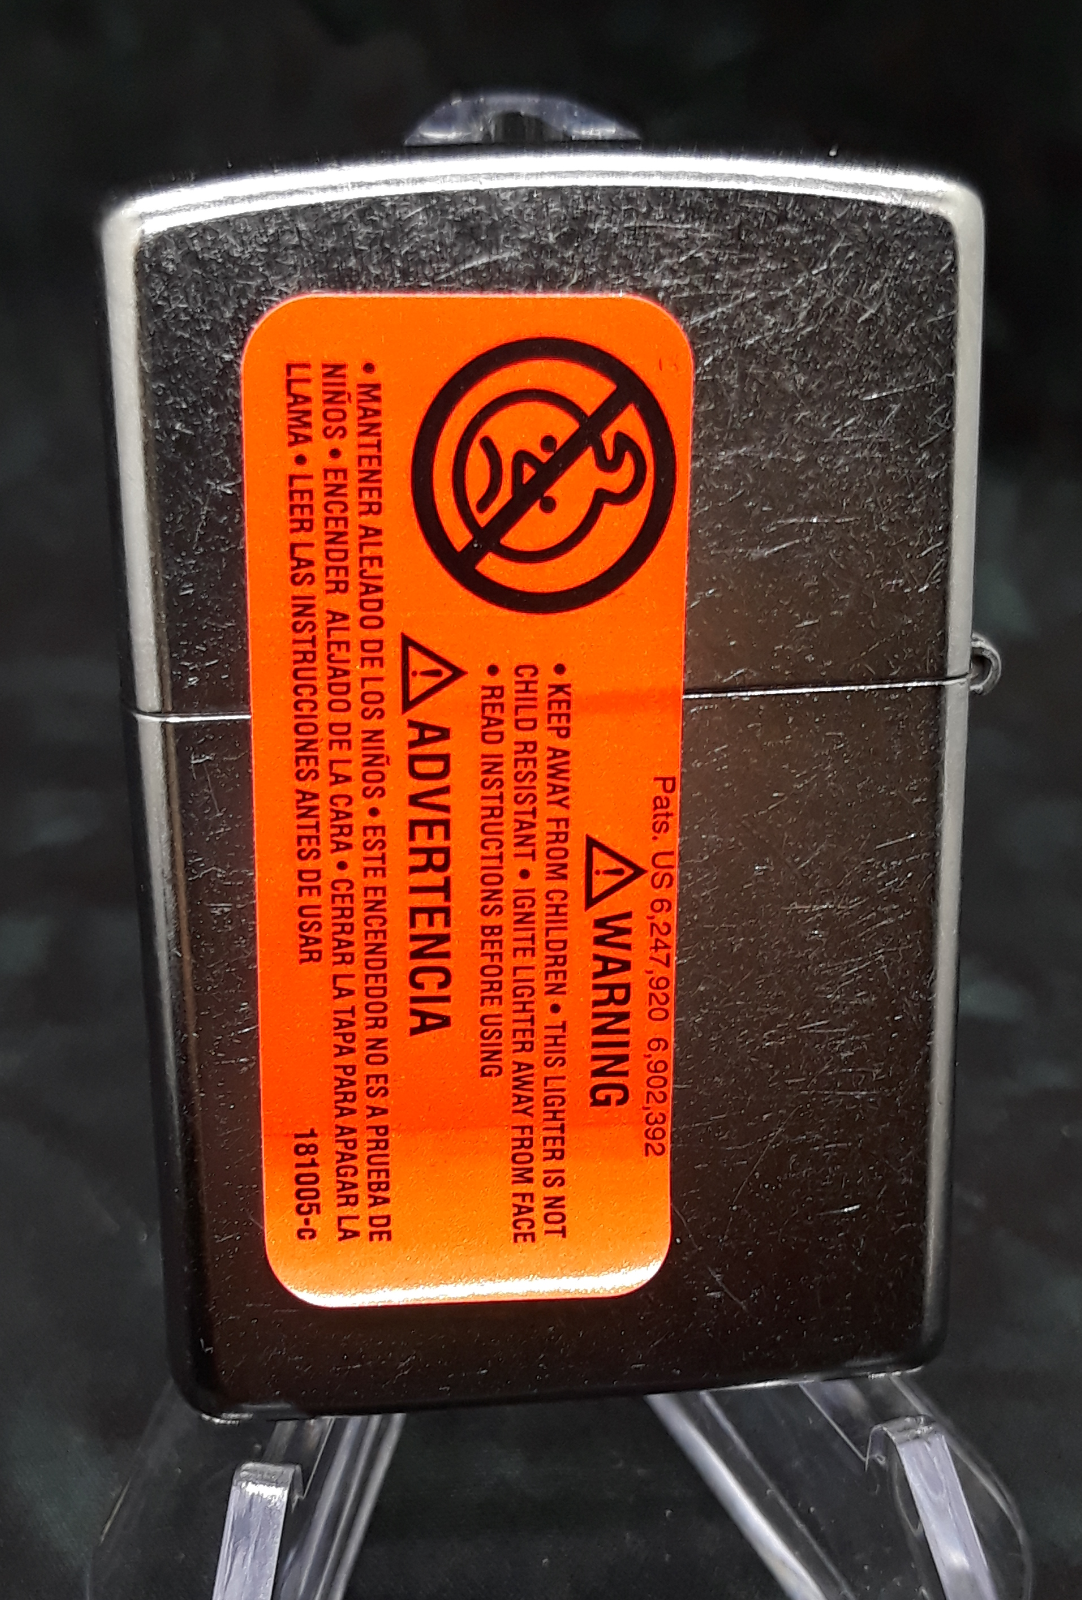 Pats. US 6,247,920 6,902,392
WARNING
• KEEP AWAY FROM CHILDREN • THIS LIGHTER IS NOT
CHILD RESISTANT • IGNITE LIGHTER AWAY FROM FACE
• READ INSTRUCTIONS BEFORE USING
ADVERTENCIA
• MANTENER ALEJADO DE LOS NIÑOS • ESTE ENCENDEDOR NO ES A PRUEBA DE
NIÑOS • ENCENDER ALEJADO DE LA CARA • CERRAR LA TAPA PARA APAGAR LA
LLAMA • LEER LAS INSTRUCCIONES ANTES DE USAR
181005-c